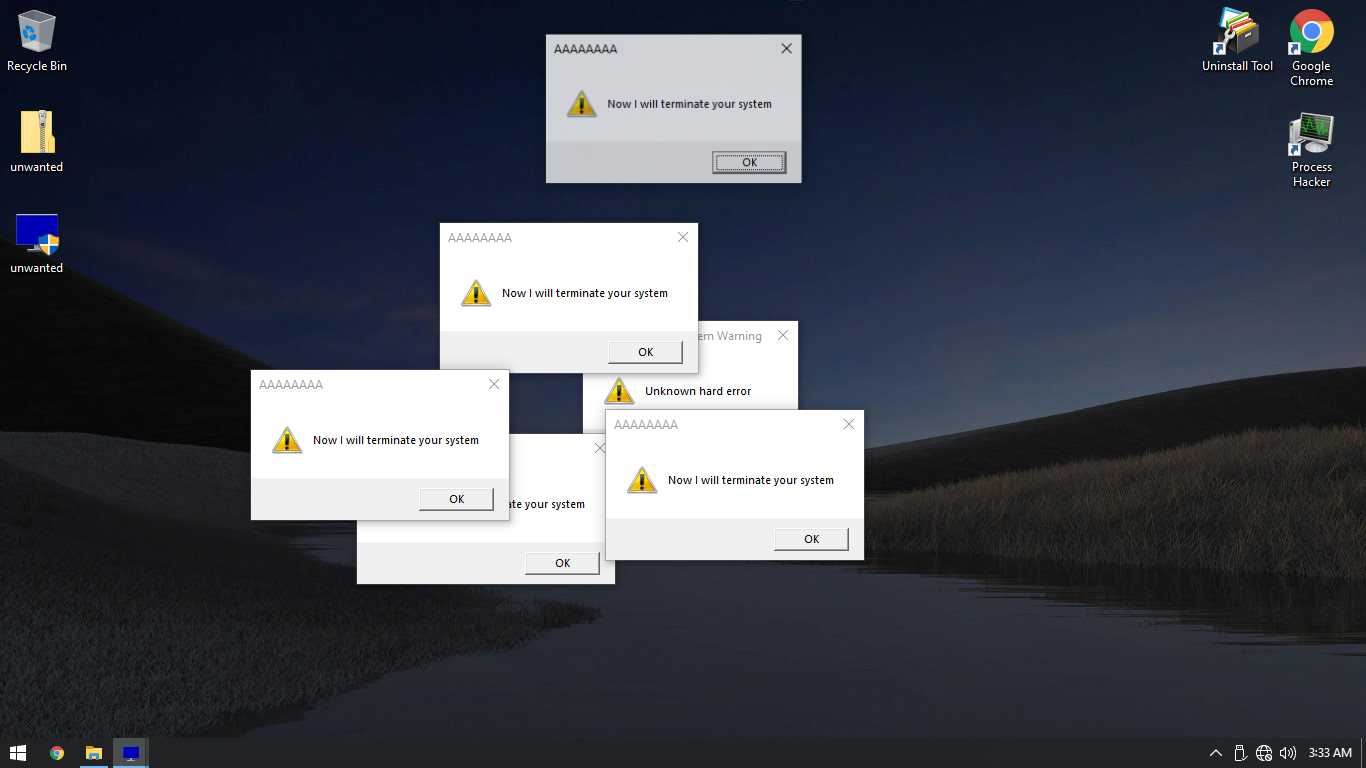 Recycle Bin
unwanted
unwanted
Uninstall Tool
Google
Chrome
Process
Hacker
AAAAAAAA
Now I will terminate your system
OK
AAAAAAAA
Now I will terminate your system
OK
Warning
Unknown hard error
AAAAAAAA
Now I will terminate your system
OK
AAAAAAAA
Now I will terminate your system
OK
your system
OK
3:33 AM